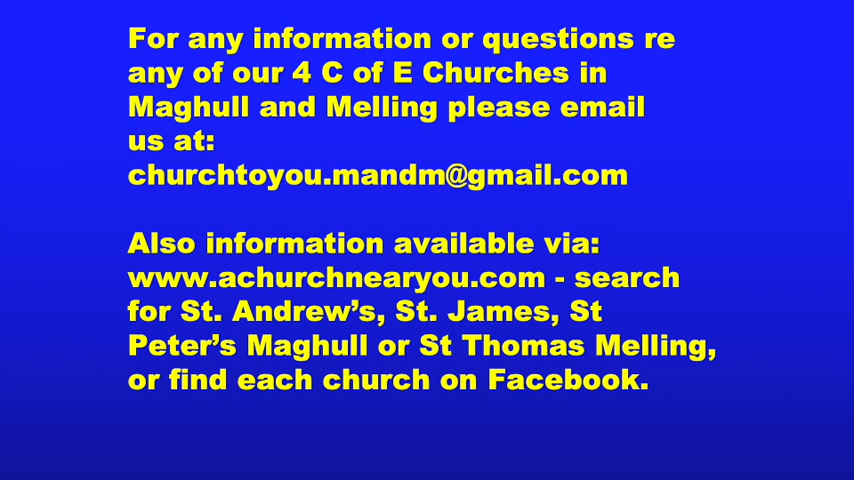 For any information or questions re
any of our 4 C of E Churches in
Maghull and Melling please email
us at:
churchtoyou.mandm@gmail.com
Also information available via:
www.achurchnearyou.com - search
for St. Andrew’s, St. James, St
Peter’s Maghull or St Thomas Melling,
or find each church on Facebook.